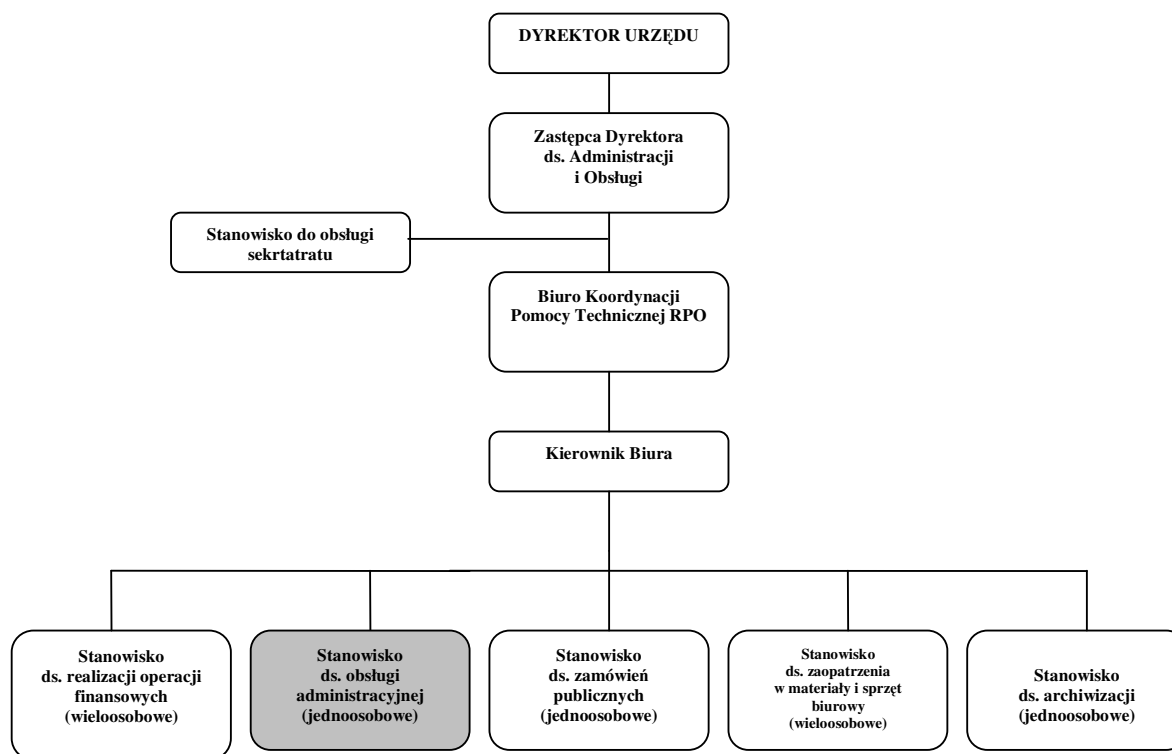 DYREKTOR URZĘDU
Zastępca Dyrektora
ds. Administracji
i Obsługi
Stanowisko do obsługi
sekrtatratu
Biuro Koordynacji
Pomocy Technicznej RPO
Kierownik Biura
Stanowisko
ds. realizacji operacji
finansowych
(wieloosobowe)
Stanowisko
ds. obsługi
administracyjnej
(jednoosobowe)
Stanowisko
ds. zamówień
publicznych
(jednoosobowe)
Stanowisko
ds. zaopatrzenia
w materiały i sprzęt
biurowy
(wieloosobowe)
Stanowisko
ds. archiwizacji
(jednoosobowe)